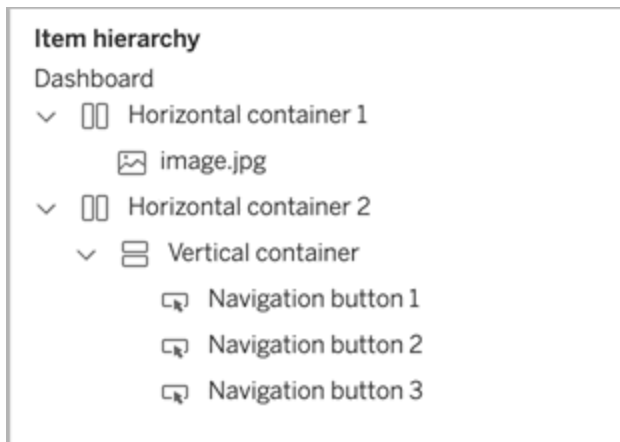 Item hierarchy
Dashboard
Horizontal container 1
image.jpg
Horizontal container 2
Vertical container
Navigation button 1
Navigation button 2
Navigation button 3